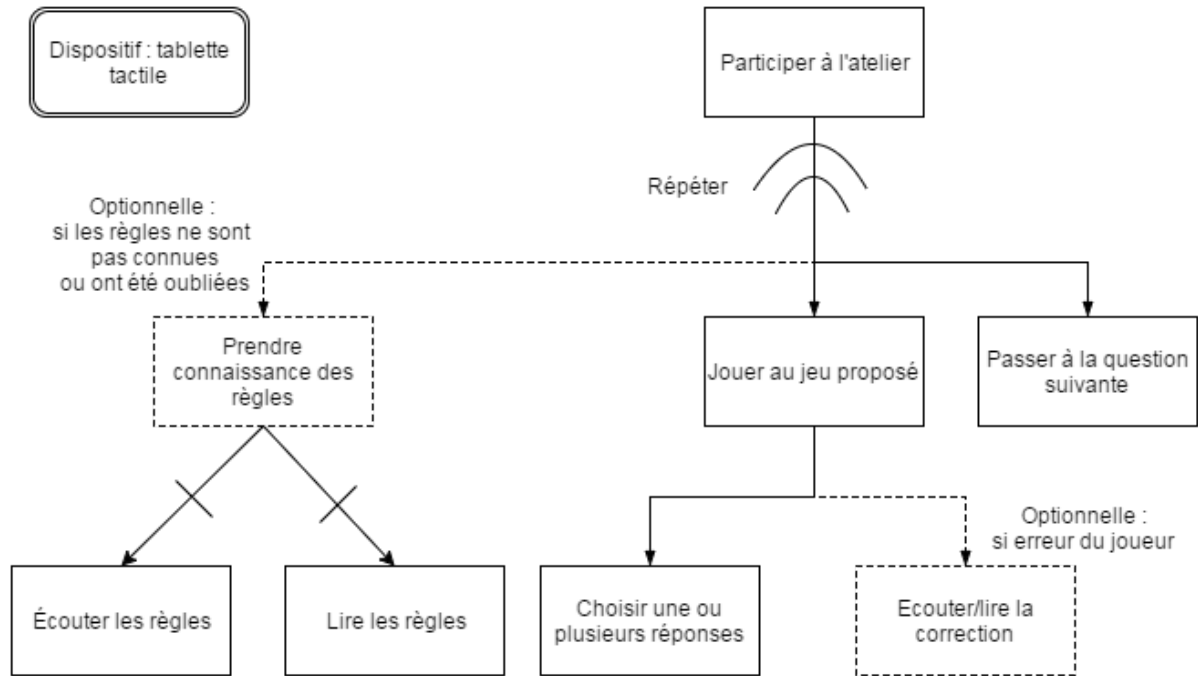 Dispositif : tablette
tactile
Participer à l'atelier
Répéter
Optionnelle :
si les règles ne sont
pas connues
ou ont été oubliées
Prendre
connaissance des
règles
Jouer au jeu proposé
Passer à la question
suivante
Optionnelle :
si erreur du joueur
Écouter les règles
Lire les règles
Choisir une ou
plusieurs réponses
Ecouter/lire la
correction